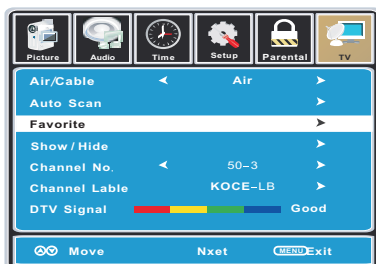 Picture Audio Time Setup Parental TV
Air/Cable Air
Auto Scan
Favorite
Show/Hide
Channel No. 50-3
Channel Lable KOCE-LB
DTV Signal Good
Move Nxet MENU Exit